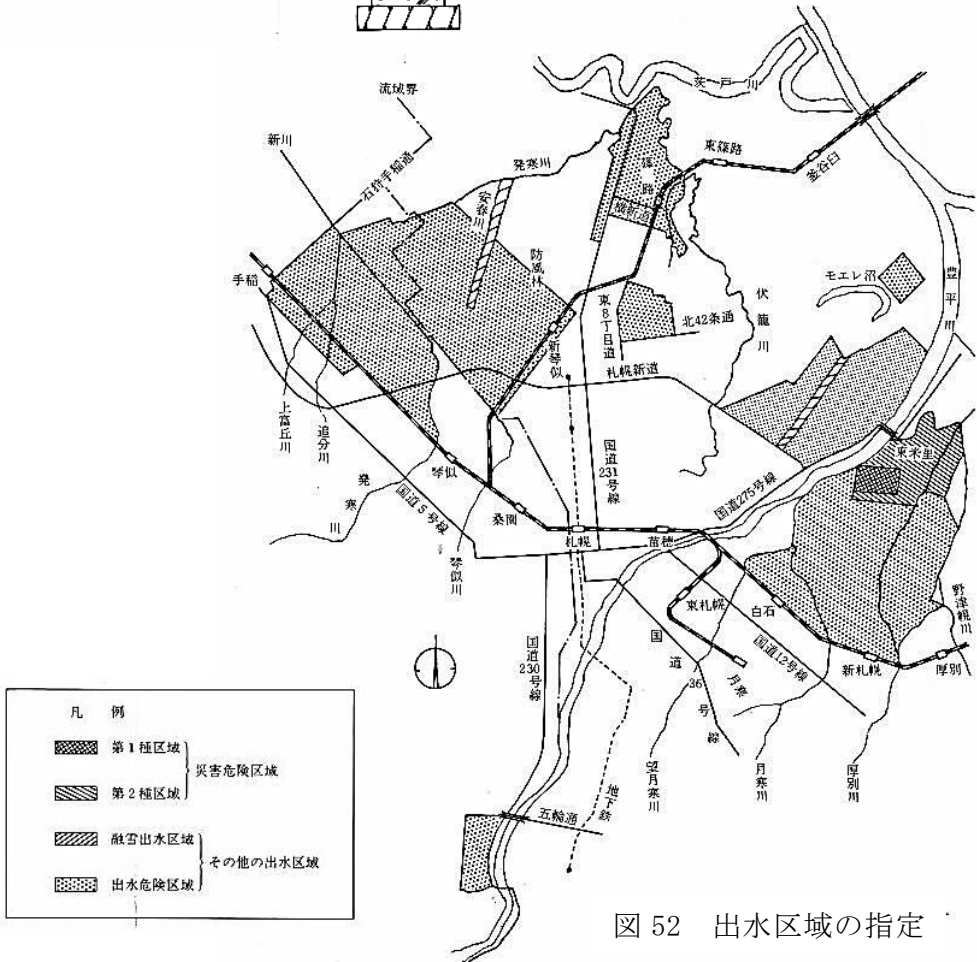 茨戸川
流域界
新川
石狩手稲通
発寒川
安春川
防風林
篠路
横新道
東篠路
釜谷臼
手稲
新琴似
東8丁目道
北42条通
伏籠川
モエレ沼
豊平川
札幌新道
上富丘川
追分川
発寒川
琴似
国道5号線
桑園
琴似川
札幌
国道231号線
苗穂
国道275号線
東米里
野津幌川
東札幌
白石
国道12号線
新札幌
厚別
国道230号線
国道36号線
月寒
望月寒川
月寒川
厚別川
地下鉄
五輪通
凡例
第1種区域
第2種区域
災害危険区域
融雪出水区域
出水危険区域
その他の出水区域
図 52 出水区域の指定